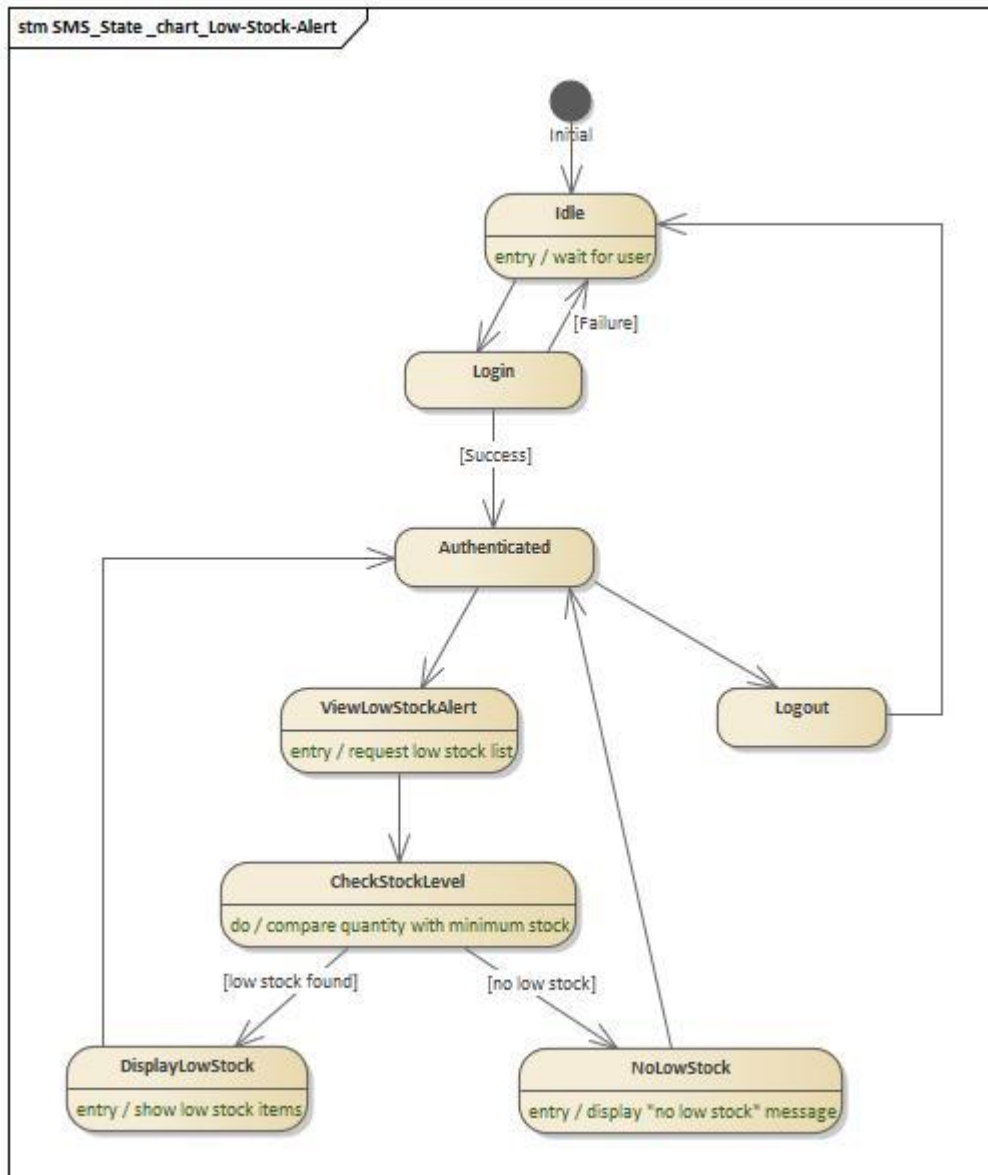 stm SMS_State _chart_Low-Stock-Alert
Initial
Idle
entry / wait for user
[Failure]
Login
[Success]
Authenticated
ViewLowStockAlert
entry / request low stock list
Logout
CheckStockLevel
do / compare quantity with minimum stock
[low stock found]
[no low stock]
DisplayLowStock
entry / show low stock items
NoLowStock
entry / display "no low stock" message